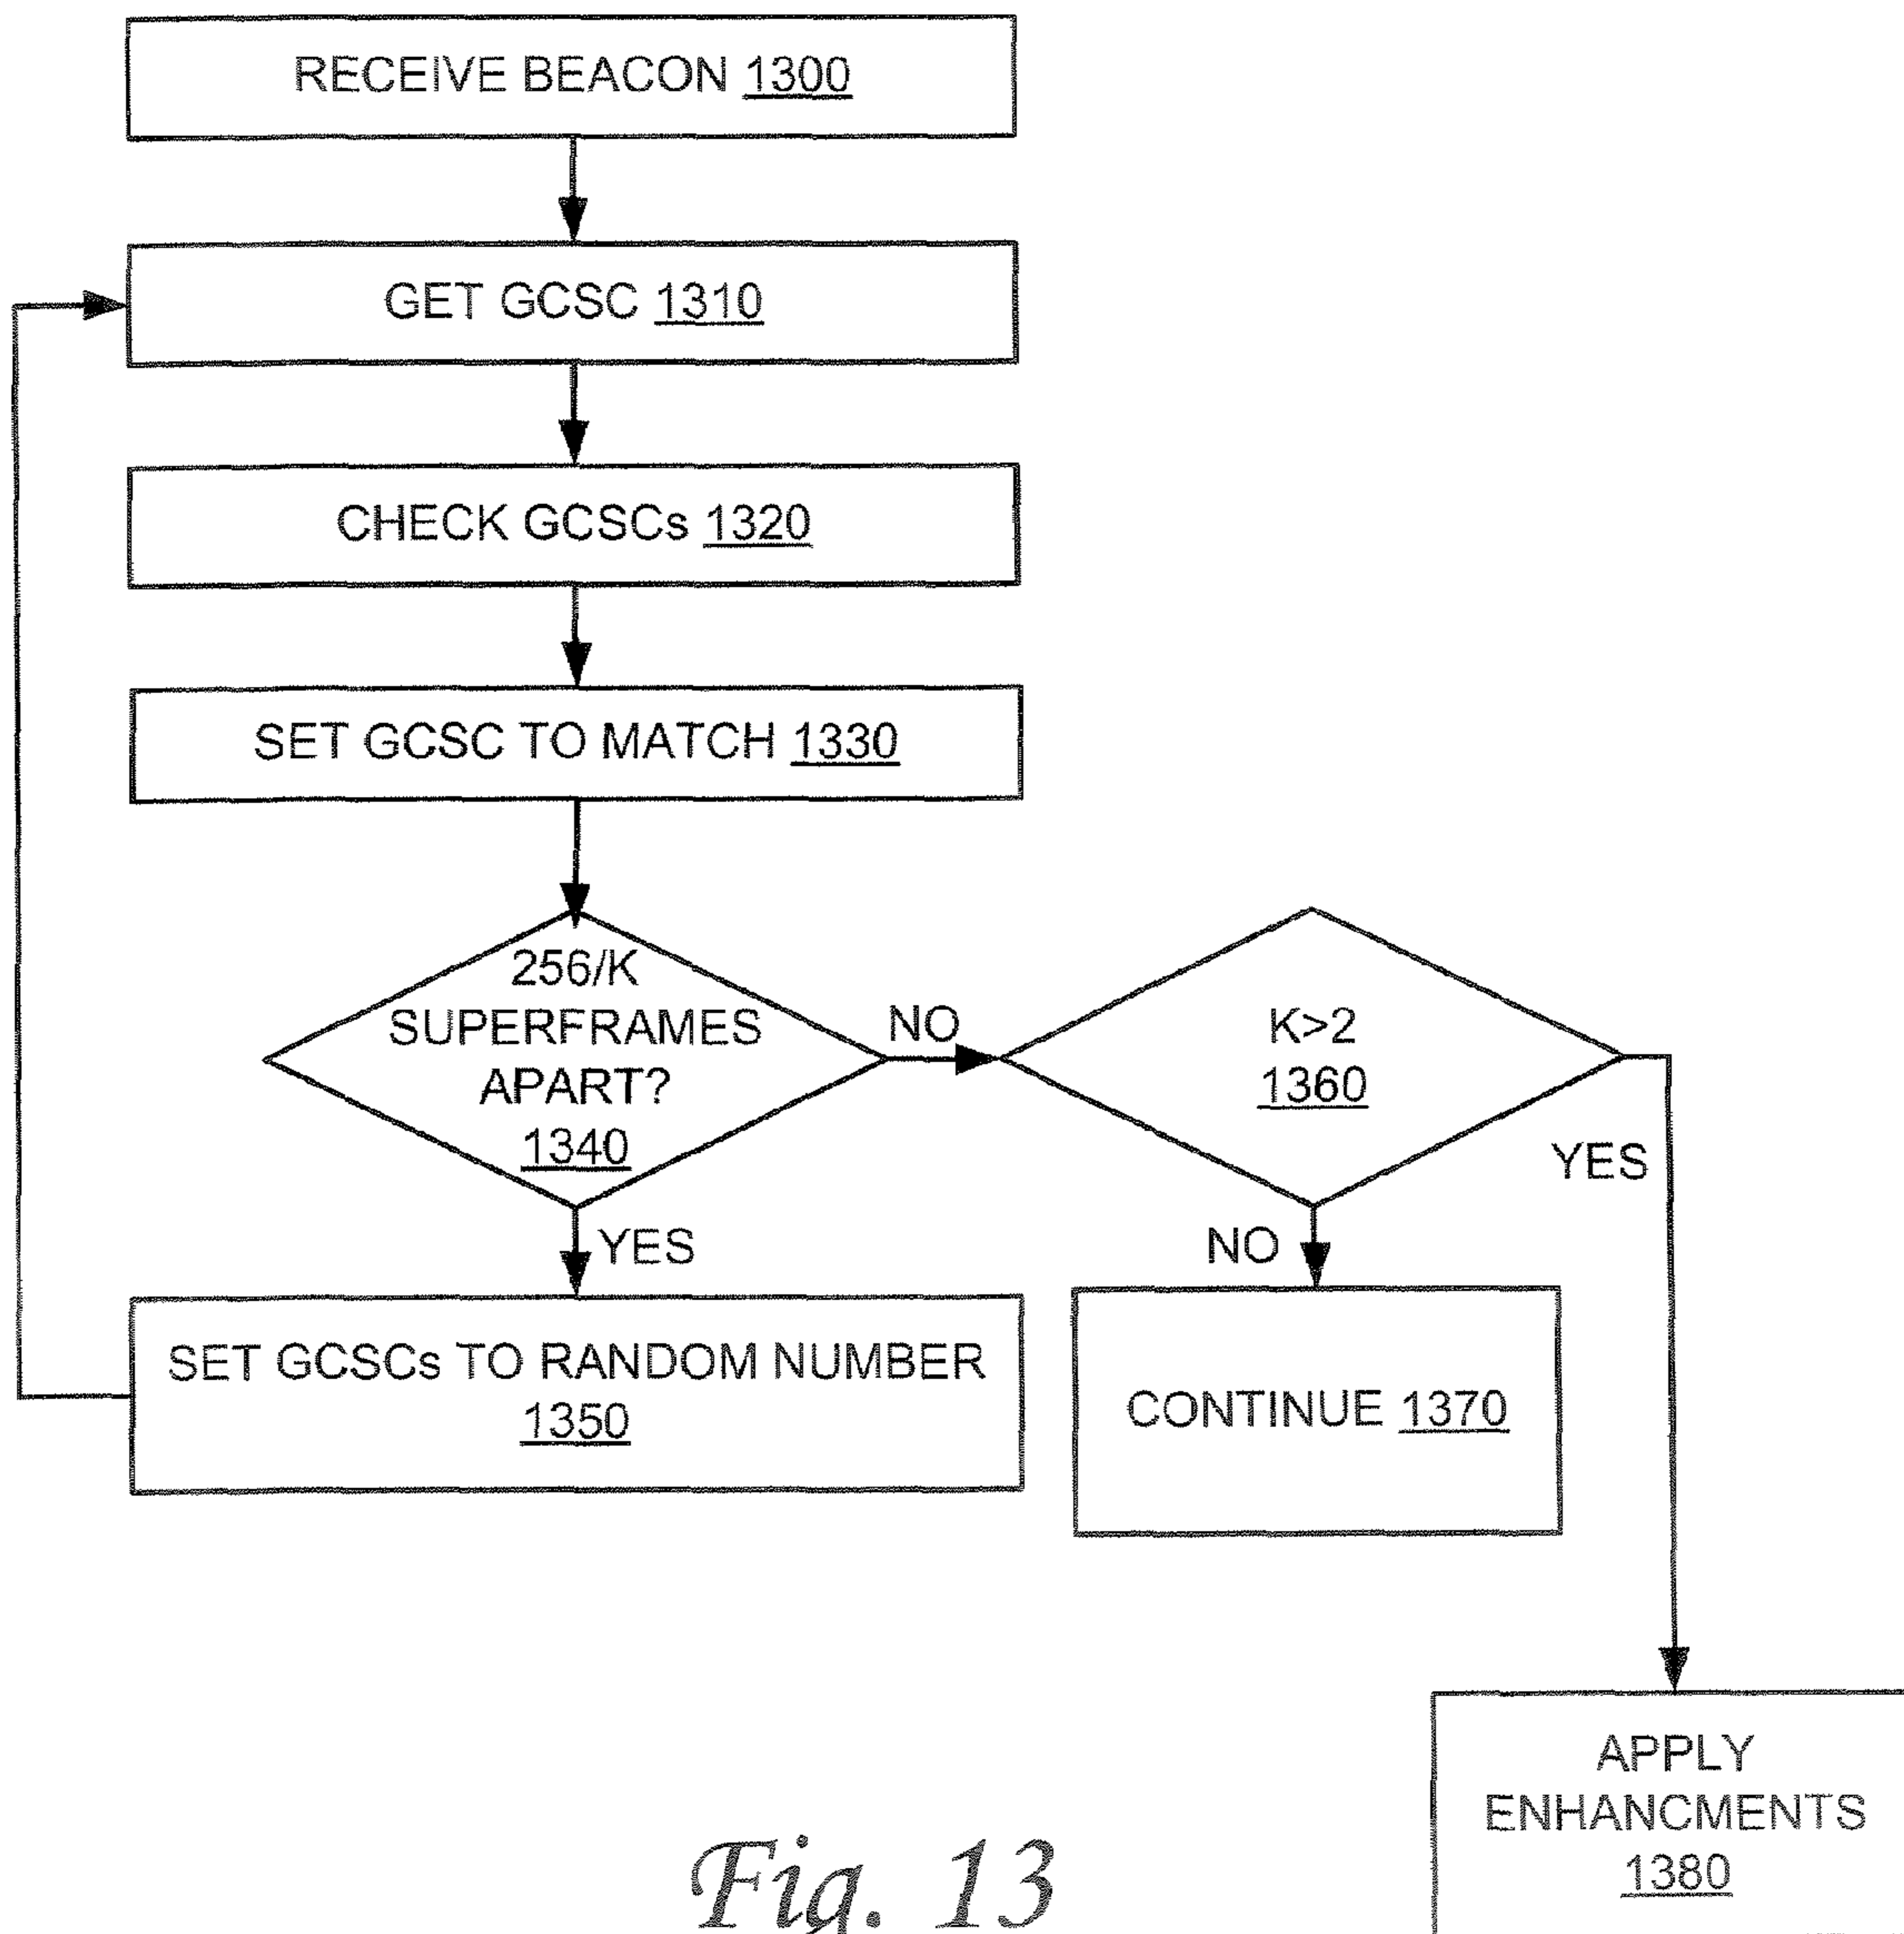 RECEIVE BEACON 1300
GET GCSC 1310
CHECK GCSCs 1320
SET GCSC TO MATCH 1330
256/K
SUPERFRAMES
APART?
1340
NO
K>2
1360
YES
YES
NO
SET GCSCs TO RANDOM NUMBER
1350
CONTINUE 1370
APPLY
ENHANCMENTS
1380
Fig. 13